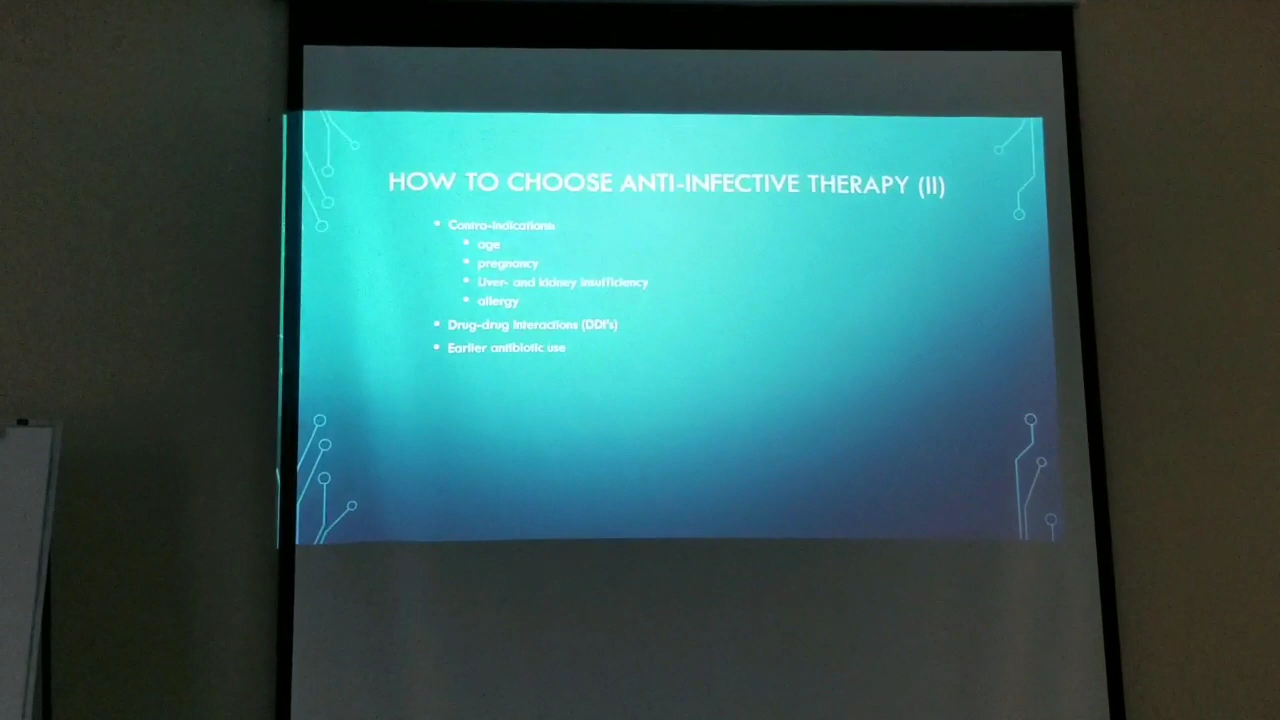 HOW TO CHOOSE ANTI-INFECTIVE THERAPY (II)
• Contra-indications
• age
• pregnancy
• Liver- and kidney insufficiency
• allergy
• Drug-drug interactions (DDI's)
• Earlier antibiotic use